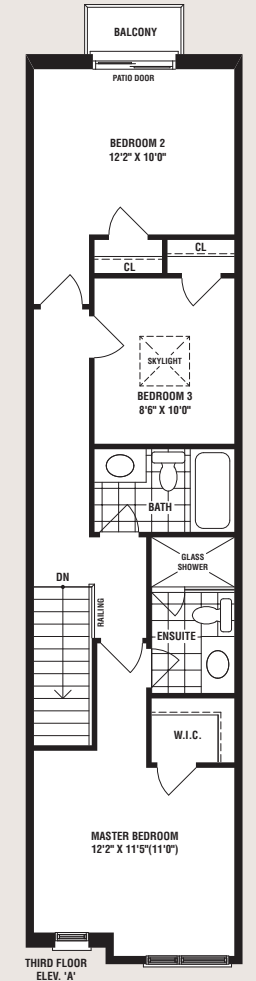 BALCONY
PATIO DOOR
BEDROOM 2
12'2" X 10'0"
CL
CL
SKYLIGHT
BEDROOM 3
8'6" X 10'0"
BATH
GLASS
SHOWER
DN
RAILING
ENSUITE
W.I.C.
MASTER BEDROOM
12'2" X 11'5"(11'0")
THIRD FLOOR
ELEV. 'A'